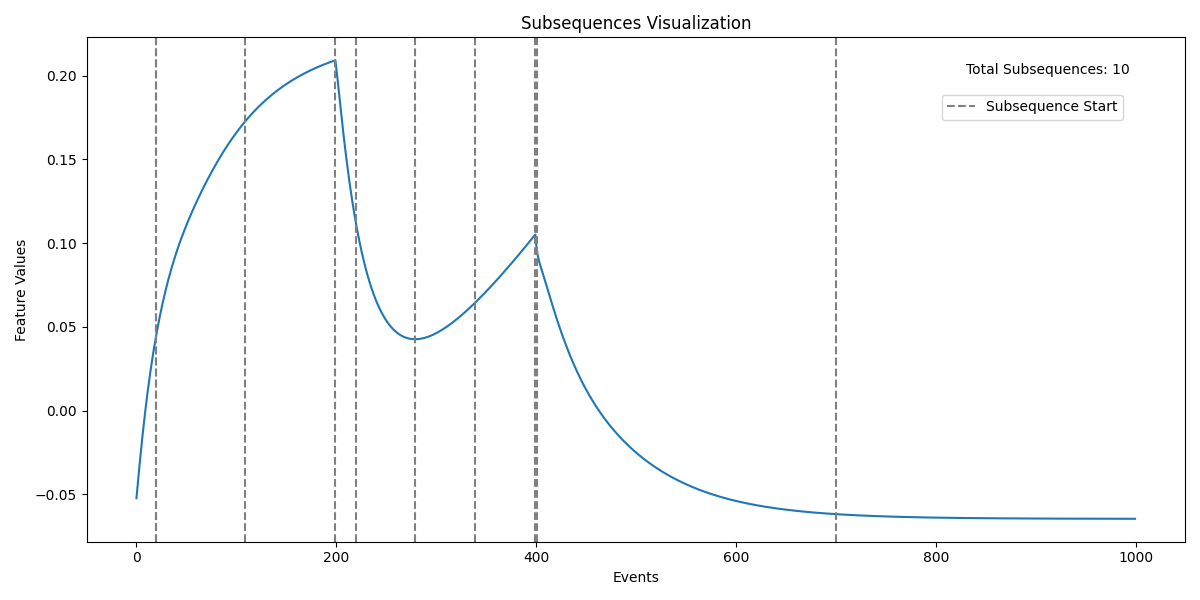 Subsequences Visualization
Total Subsequences: 10
Subsequence Start
Feature Values
0.20
0.15
0.10
0.05
0.00
−0.05
0 200 400 600 800 1000
Events